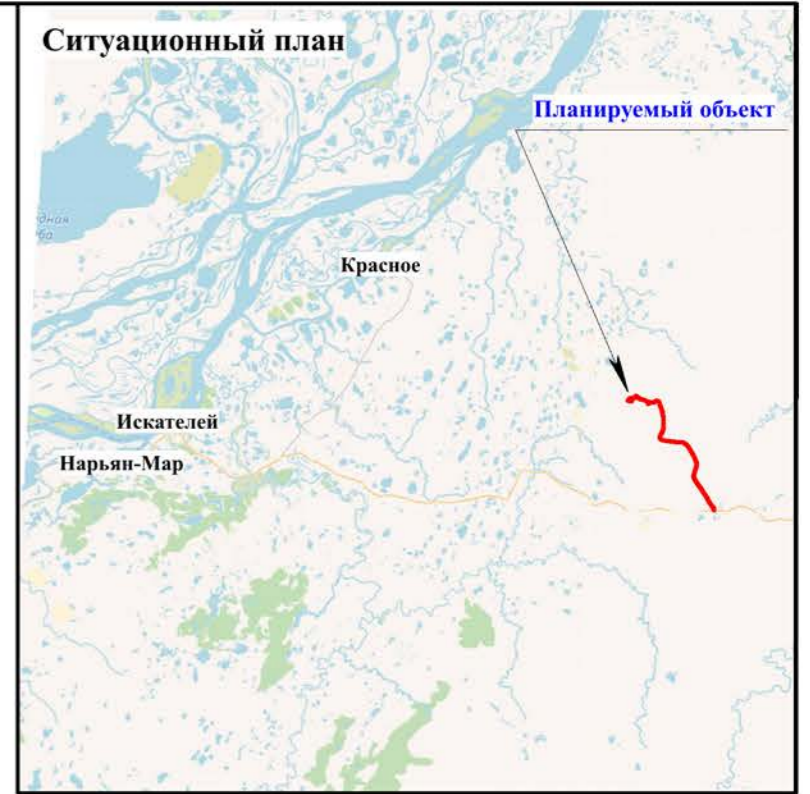 Ситуационный план
Планируемый объект
Красное
Искателей
Нарьян-Мар